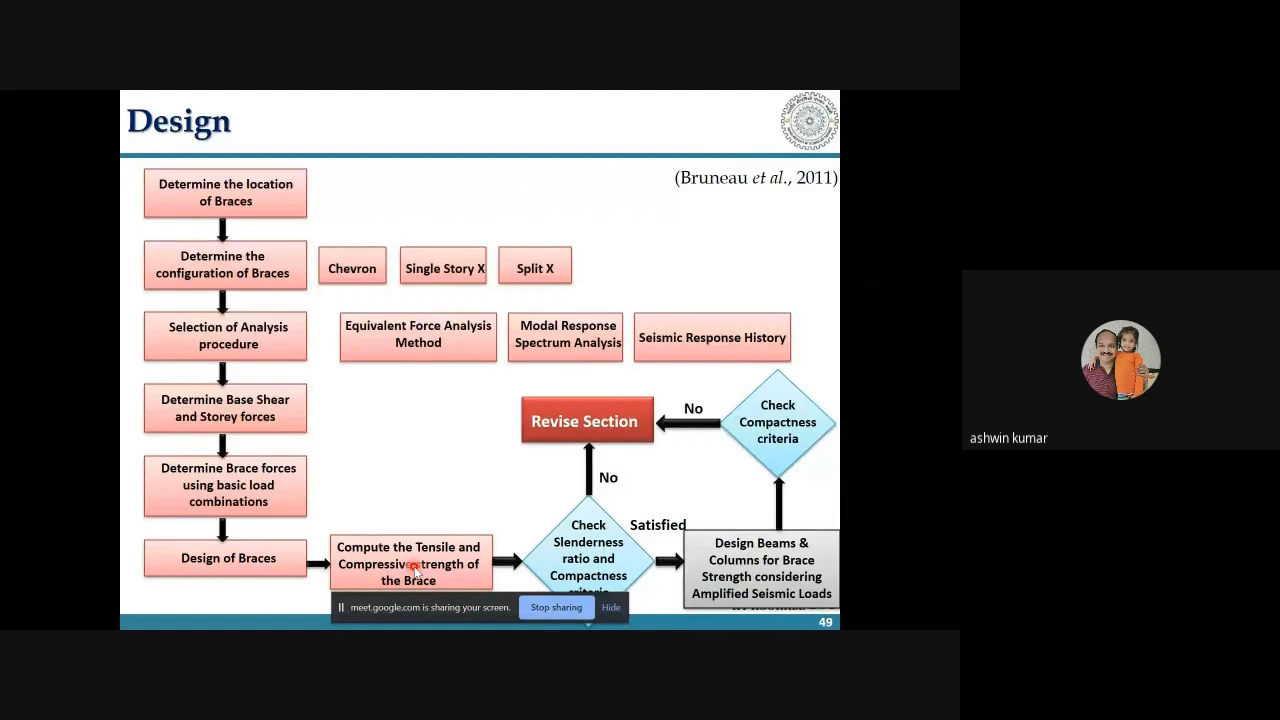 Design
(Bruneau et al., 2011)
Determine the location
of Braces
Determine the
configuration of Braces
Chevron
Single Story X
Split X
Selection of Analysis
procedure
Equivalent Force Analysis
Method
Modal Response
Spectrum Analysis
Seismic Response History
Determine Base Shear
and Storey forces
Revise Section
No
Check
Compactness
criteria
Determine Brace forces
using basic load
combinations
No
Design of Braces
Compute the Tensile and
Compressive strength of
the Brace
Check
Slenderness
ratio and
Compactness
criteria
Satisfied
Design Beams &
Columns for Brace
Strength considering
Amplified Seismic Loads
meet.google.com is sharing your screen.
Stop sharing
Hide
49
ashwin kumar